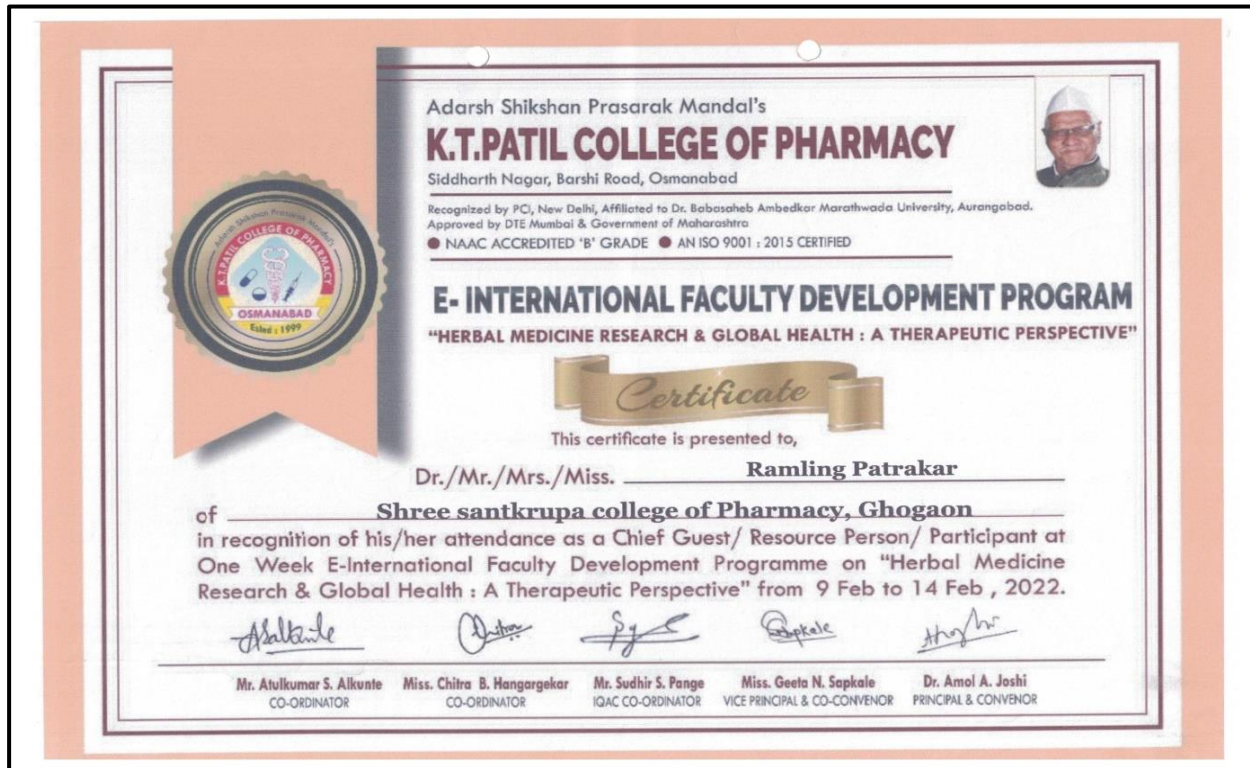 Adarsh Shikshan Prasarak Mandal's
K.T.PATIL COLLEGE OF PHARMACY
Siddharth Nagar, Barshi Road, Osmanabad
Recognized by PCI, New Delhi, Affiliated to Dr. Babasaheb Ambedkar Marathwada University, Aurangabad.
Approved by DTE Mumbai & Government of Maharashtra
● NAAC ACCREDITED 'B' GRADE ● AN ISO 9001 : 2015 CERTIFIED
Adarsh Shikshan Prasarak Mandal's
K.T.PATIL COLLEGE OF PHARMACY
OSMANABAD
Ested : 1999
E- INTERNATIONAL FACULTY DEVELOPMENT PROGRAM
“HERBAL MEDICINE RESEARCH & GLOBAL HEALTH : A THERAPEUTIC PERSPECTIVE”
Certificate
This certificate is presented to,
Dr./Mr./Mrs./Miss. Ramling Patrakar
of Shree santkrupa college of Pharmacy, Ghogaon
in recognition of his/her attendance as a Chief Guest/ Resource Person/ Participant at
One Week E-International Faculty Development Programme on “Herbal Medicine
Research & Global Health : A Therapeutic Perspective” from 9 Feb to 14 Feb , 2022.
Mr. Atulkumar S. Alkunte Miss. Chitra B. Hangargekar Mr. Sudhir S. Pange Miss. Geeta N. Sapkale Dr. Amol A. Joshi
CO-ORDINATOR CO-ORDINATOR IQAC CO-ORDINATOR VICE PRINCIPAL & CO-CONVENOR PRINCIPAL & CONVENOR